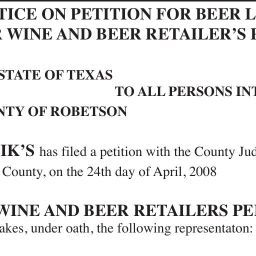 TICE ON PETITION FOR BEER L
R WINE AND BEER RETAILER'S P
STATE OF TEXAS
TO ALL PERSONS INT
NTY OF ROBETSON
IK'S has filed a petition with the County Jud
County, on the 24th day of April, 2008
WINE AND BEER RETAILERS PER
akes, under oath, the following representaton: